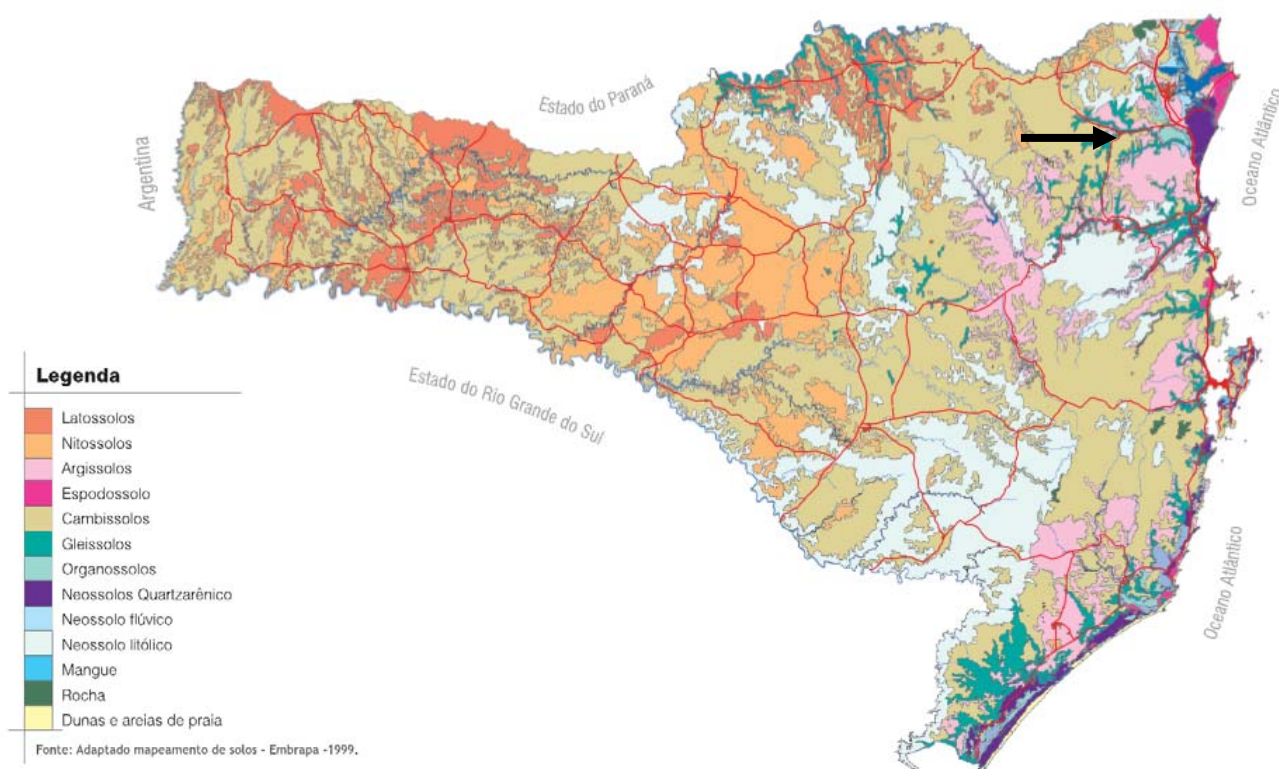 Estado do Paraná
Argentina
Oceano Atlântico
Estado do Rio Grande do Sul
Oceano Atlântico
Legenda
Latossolos
Nitossolos
Argissolos
Espodossolo
Cambissolos
Gleissolos
Organossolos
Neossolos Quartzarênico
Neossolo flúvico
Neossolo litólico
Mangue
Rocha
Dunas e areias de praia
Fonte: Adaptado mapeamento de solos - Embrapa -1999.